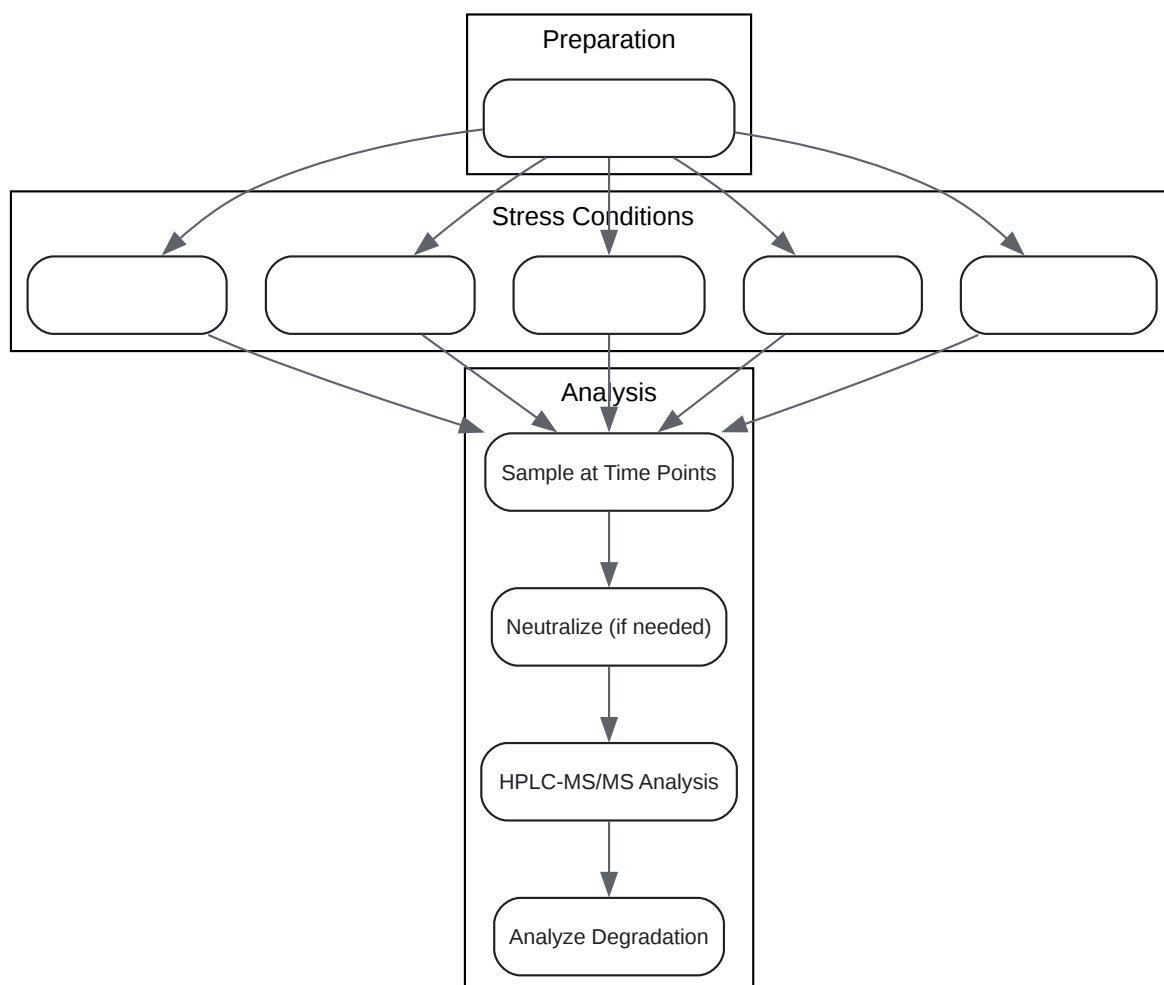 Preparation
Stress Conditions
Analysis
Sample at Time Points
Neutralize (if needed)
HPLC-MS/MS Analysis
Analyze Degradation